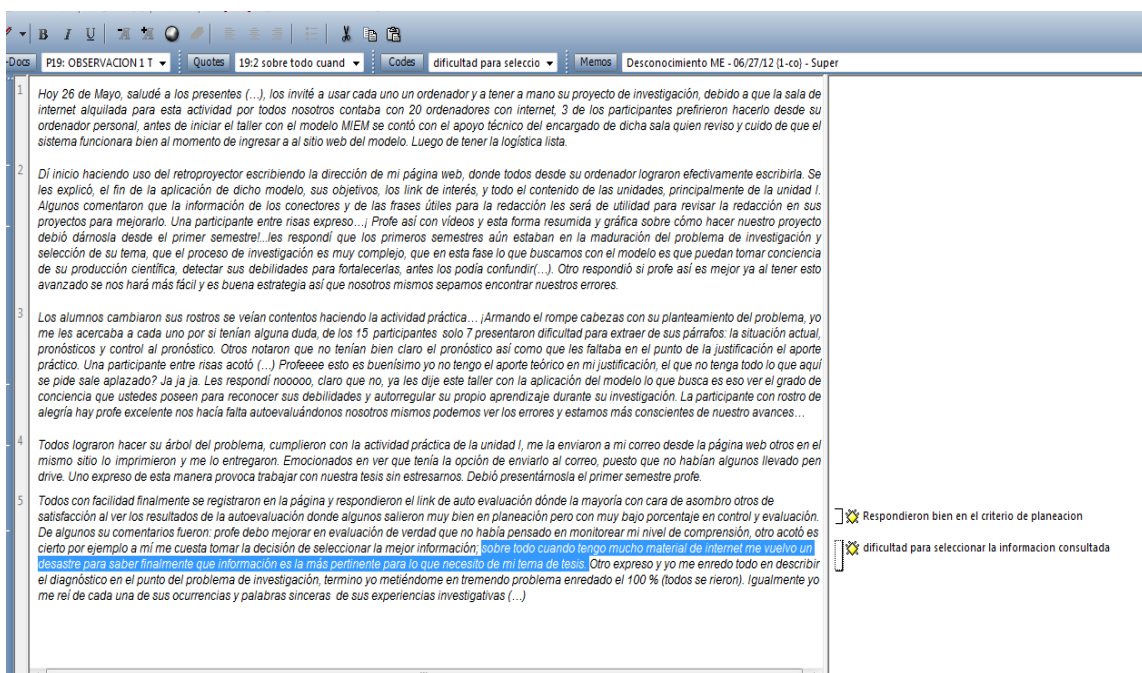 B I U
-Docs P19: OBSERVACION 1 T Quotes 19:2 sobre todo cuand Codes dificultad para seleccio Memos Desconocimiento ME - 06/27/12 {1-co} - Super
1 Hoy 26 de Mayo, saludé a los presentes (…), los invité a usar cada uno un ordenador y a tener a mano su proyecto de investigación, debido a que la sala de
internet alquilada para esta actividad por todos nosotros contaba con 20 ordenadores con internet, 3 de los participantes prefirieron hacerlo desde su
ordenador personal, antes de iniciar el taller con el modelo MIEM se contó con el apoyo técnico del encargado de dicha sala quien reviso y cuido de que el
sistema funcionara bien al momento de ingresar a al sitio web del modelo. Luego de tener la logística lista.
2 Dí inicio haciendo uso del retroproyector escribiendo la dirección de mi página web, donde todos desde su ordenador lograron efectivamente escribirla. Se
les explicó, el fin de la aplicación de dicho modelo, sus objetivos, los link de interés, y todo el contenido de las unidades, principalmente de la unidad I.
Algunos comentaron que la información de los conectores y de las frases útiles para la redacción les será de utilidad para revisar la redacción en sus
proyectos para mejorarlo. Una participante entre risas expreso…¡ Profe así con vídeos y esta forma resumida y gráfica sobre cómo hacer nuestro proyecto
debió dárnosla desde el primer semestre!...les respondí que los primeros semestres aún estaban en la maduración del problema de investigación y
selección de su tema, que el proceso de investigación es muy complejo, que en esta fase lo que buscamos con el modelo es que puedan tomar conciencia
de su producción científica, detectar sus debilidades para fortalecerlas, antes los podía confundir(…). Otro respondió si profe así es mejor ya al tener esto
avanzado se nos hará más fácil y es buena estrategia así que nosotros mismos sepamos encontrar nuestros errores.
3 Los alumnos cambiaron sus rostros se veían contentos haciendo la actividad práctica… ¡Armando el rompe cabezas con su planteamiento del problema, yo
me les acercaba a cada uno por si tenían alguna duda, de los 15 participantes solo 7 presentaron dificultad para extraer de sus párrafos: la situación actual,
pronósticos y control al pronóstico. Otros notaron que no tenían bien claro el pronóstico así como que les faltaba en el punto de la justificación el aporte
práctico. Una participante entre risas acotó (…) Profeeee esto es buenísimo yo no tengo el aporte teórico en mi justificación, el que no tenga todo lo que aquí
se pide sale aplazado? Ja ja ja. Les respondí nooooo, claro que no, ya les dije este taller con la aplicación del modelo lo que busca es eso ver el grado de
conciencia que ustedes poseen para reconocer sus debilidades y autorregular su propio aprendizaje durante su investigación. La participante con rostro de
alegría hay profe excelente nos hacía falta autoevaluándonos nosotros mismos podemos ver los errores y estamos más conscientes de nuestro avances…
4 Todos lograron hacer su árbol del problema, cumplieron con la actividad práctica de la unidad I, me la enviaron a mi correo desde la página web otros en el
mismo sitio lo imprimieron y me lo entregaron. Emocionados en ver que tenía la opción de enviarlo al correo, puesto que no habían algunos llevado pen
drive. Uno expreso de esta manera provoca trabajar con nuestra tesis sin estresarnos. Debió presentárnosla el primer semestre profe.
5 Todos con facilidad finalmente se registraron en la página y respondieron el link de auto evaluación dónde la mayoría con cara de asombro otros de
satisfacción al ver los resultados de la autoevaluación donde algunos salieron muy bien en planeación pero con muy bajo porcentaje en control y evaluación.
De algunos su comentarios fueron: profe debo mejorar en evaluación de verdad que no había pensado en monitorear mi nivel de comprensión, otro acotó es
cierto por ejemplo a mí me cuesta tomar la decisión de seleccionar la mejor información; sobre todo cuando tengo mucho material de internet me vuelvo un
desastre para saber finalmente que información es la más pertinente para lo que necesito de mi tema de tesis. Otro expreso y yo me enredo todo en describir
el diagnóstico en el punto del problema de investigación, termino yo metiéndome en tremendo problema enredado el 100 % (todos se rieron). Igualmente yo
me reí de cada una de sus ocurrencias y palabras sinceras de sus experiencias investigativas (…)
Respondieron bien en el criterio de planeacion
dificultad para seleccionar la informacion consultada